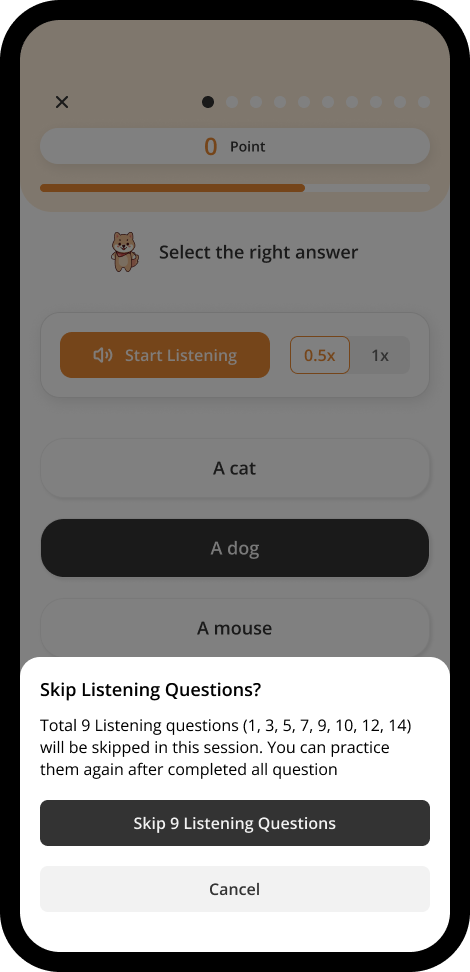 0 Point
Select the right answer
Start Listening 0.5x 1x
A cat
A dog
A mouse
Skip Listening Questions?
Total 9 Listening questions (1, 3, 5, 7, 9, 10, 12, 14)
will be skipped in this session. You can practice
them again after completed all question
Skip 9 Listening Questions
Cancel